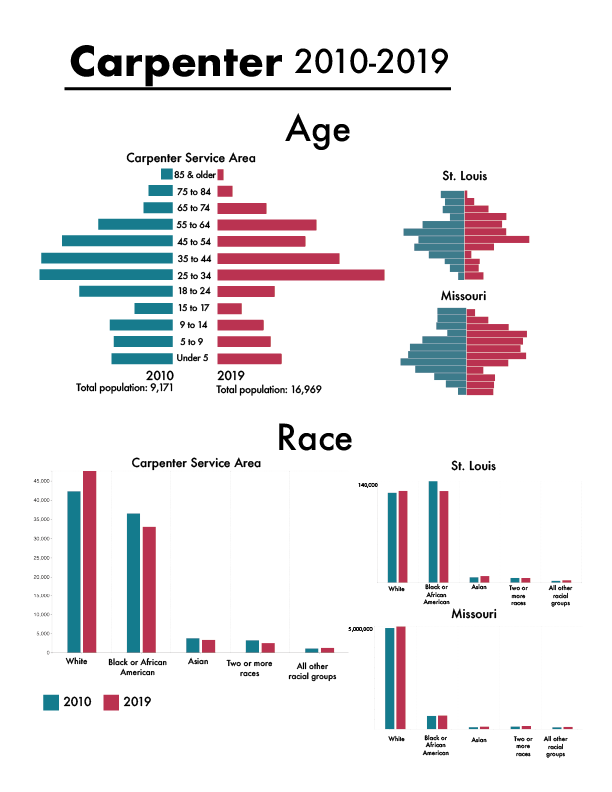 Carpenter 2010-2019
Age
Carpenter Service Area
85 & older
75 to 84
65 to 74
55 to 64
45 to 54
35 to 44
25 to 34
18 to 24
15 to 17
9 to 14
5 to 9
Under 5
2010
Total population: 9,171
2019
Total population: 16,969
St. Louis
Missouri
Race
Carpenter Service Area
45,000
40,000
35,000
30,000
25,000
20,000
15,000
10,000
5,000
0
White
Black or African
American
Asian
Two or more
races
All other
racial groups
2010
2019
St. Louis
140,000
White
Black or
African
American
Asian
Two or
more
races
All other
racial
groups
Missouri
5,000,000
White
Black or
African
American
Asian
Two or
more
races
All other
racial
groups